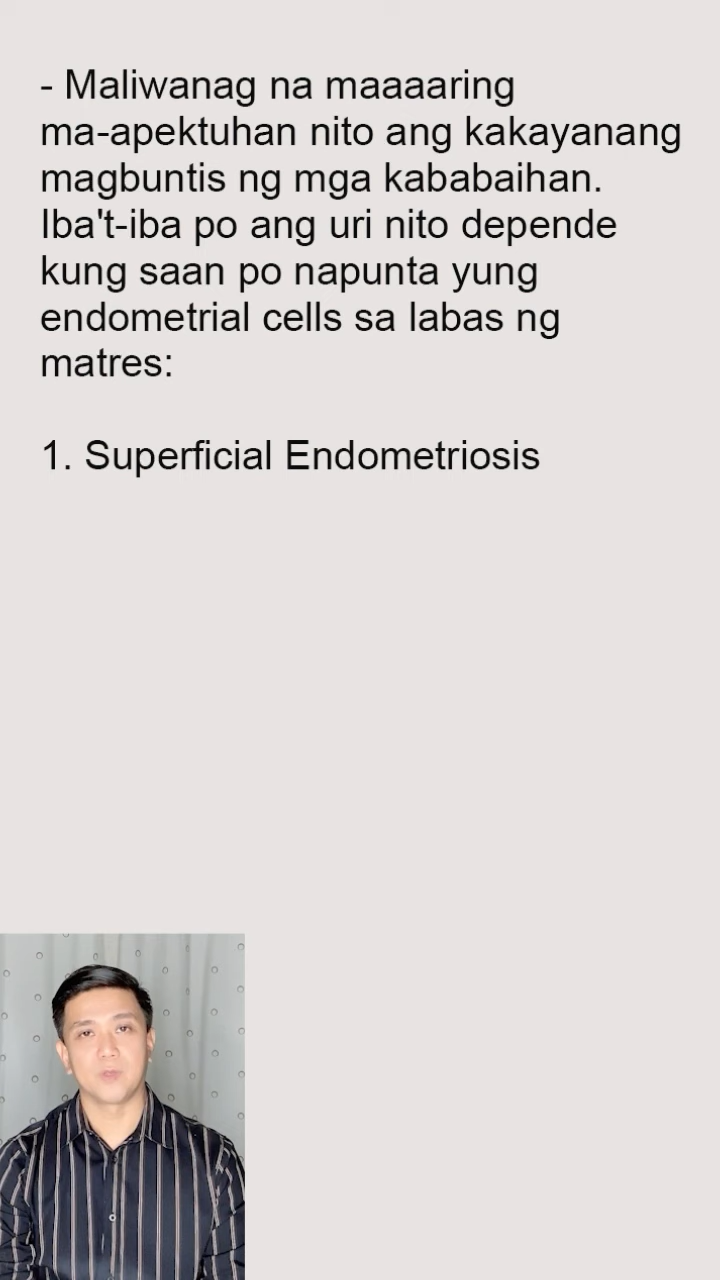 - Maliwanag na maaaaring
ma-apektuhan nito ang kakayanang
magbuntis ng mga kababaihan.
Iba't-iba po ang uri nito depende
kung saan po napunta yung
endometrial cells sa labas ng
matres:
1. Superficial Endometriosis